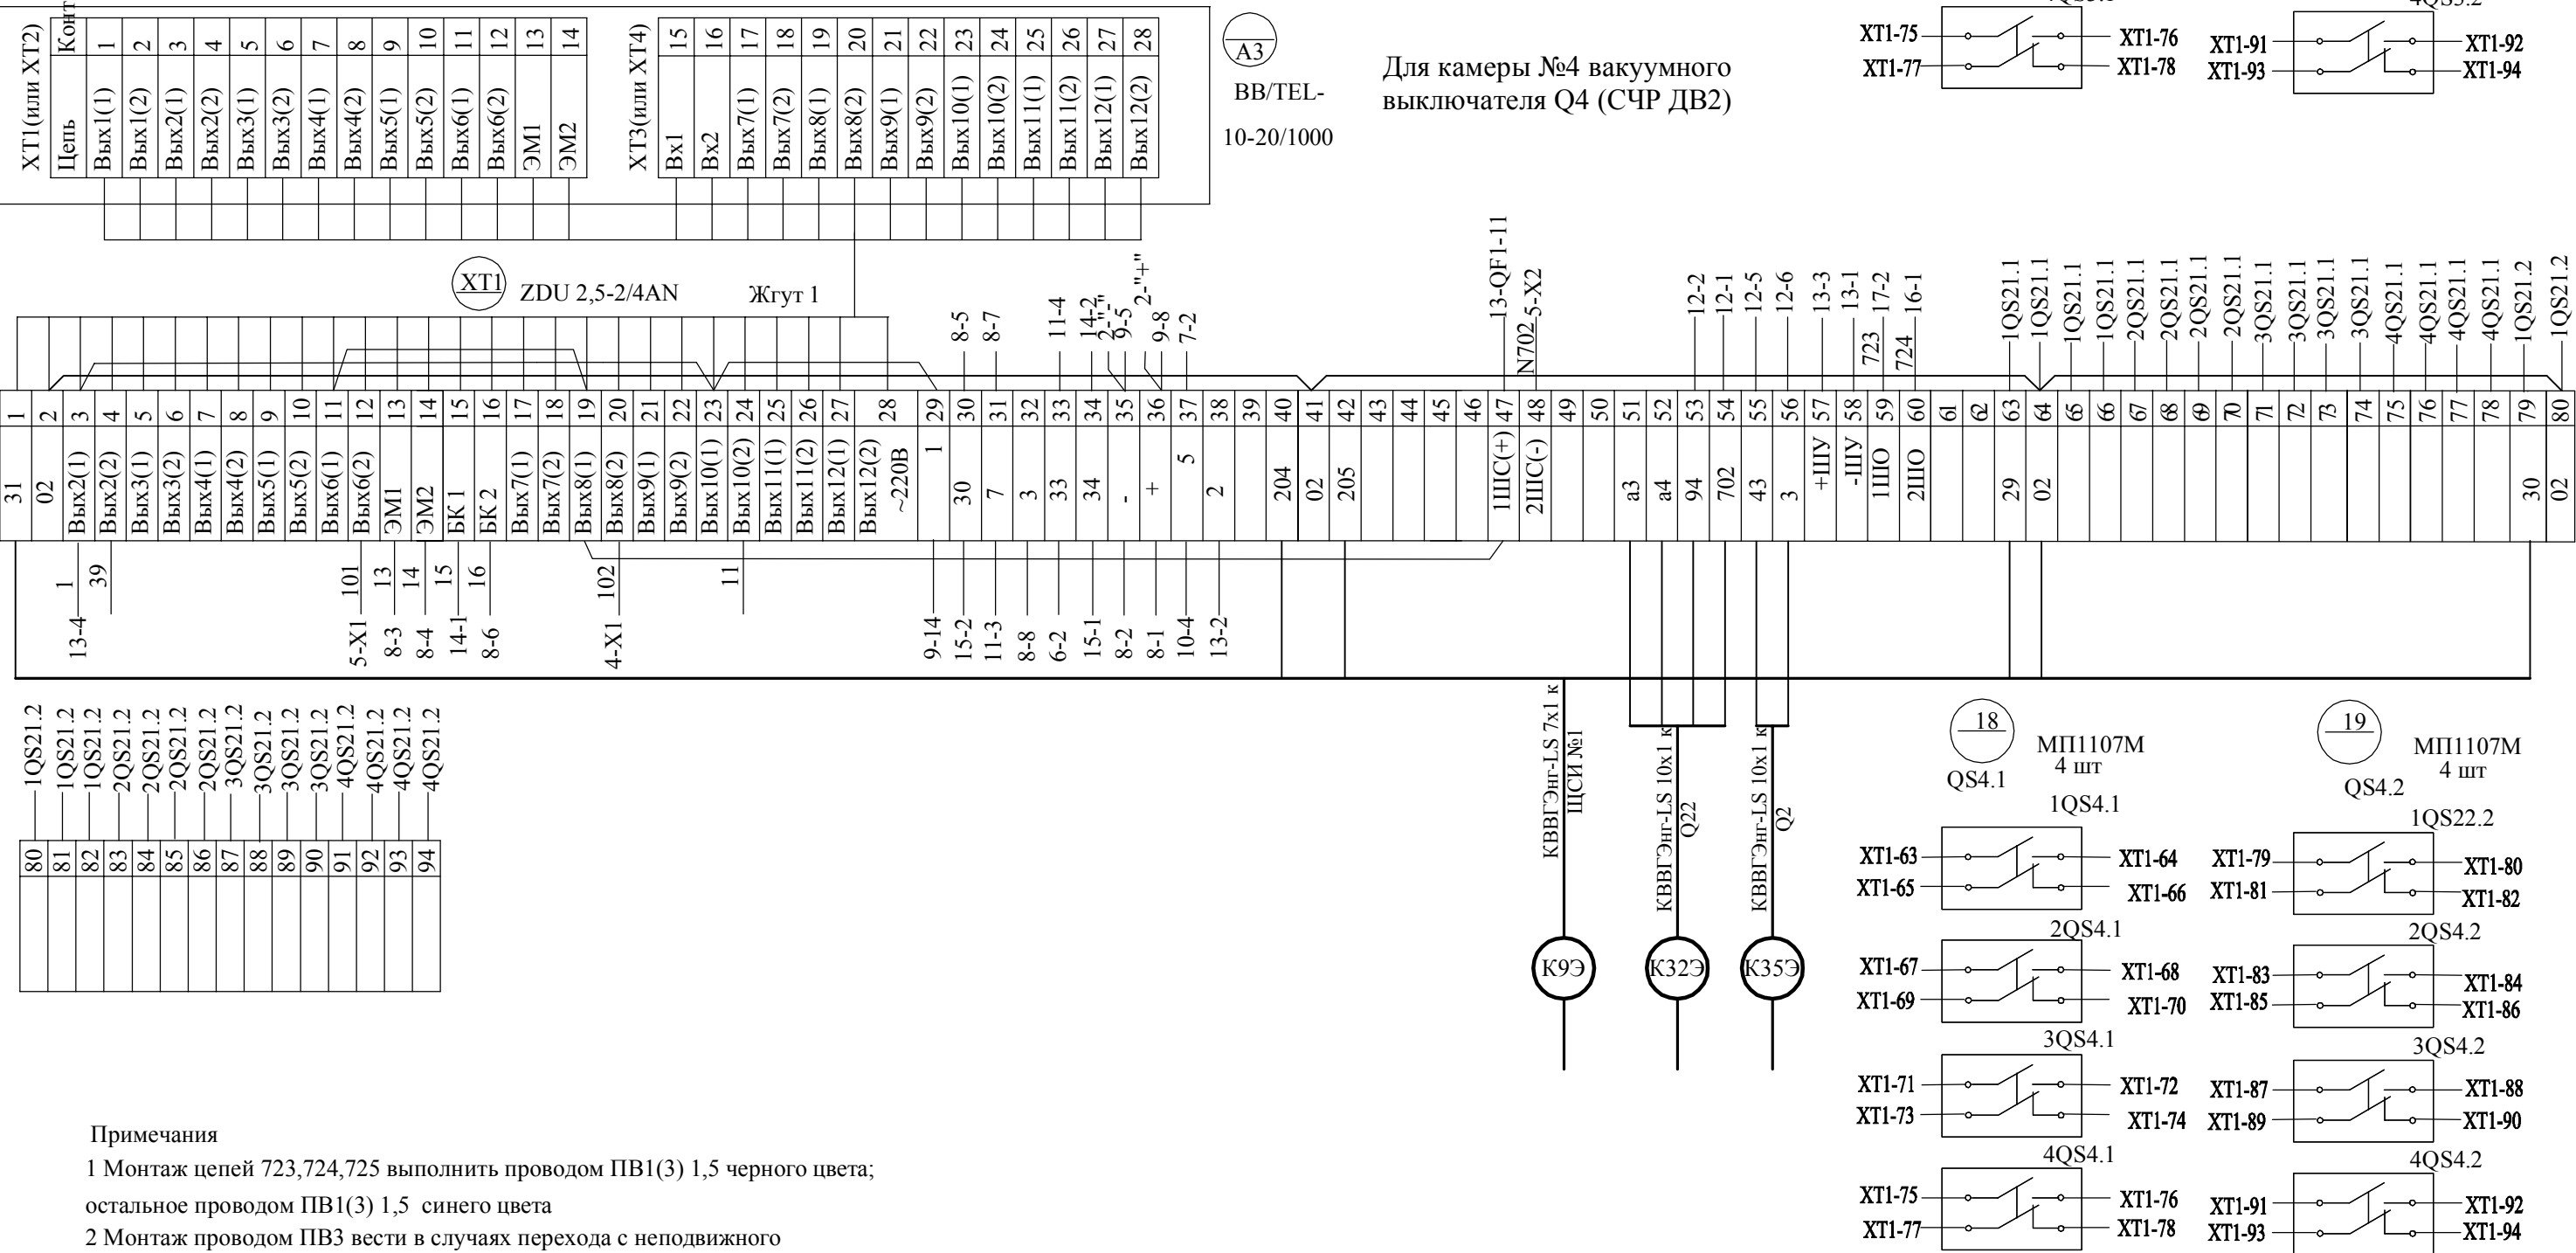 XT1(или XT2)
Цепь Конт
Вых1(1) 1
Вых1(2) 2
Вых2(1) 3
Вых2(2) 4
Вых3(1) 5
Вых3(2) 6
Вых4(1) 7
Вых4(2) 8
Вых5(1) 9
Вых5(2) 10
Вых6(1) 11
Вых6(2) 12
ЭМ1 13
ЭМ2 14
XT3(или XT4)
Вх1 15
Вх2 16
Вых7(1) 17
Вых7(2) 18
Вых8(1) 19
Вых8(2) 20
Вых9(1) 21
Вых9(2) 22
Вых10(1) 23
Вых10(2) 24
Вых11(1) 25
Вых11(2) 26
Вых12(1) 27
Вых12(2) 28
А3
BB/TEL-
10-20/1000
Для камеры №4 вакуумного
выключателя Q4 (СЧР ДВ2)
XT1-75 XT1-76
XT1-77 XT1-78
XT1-91 XT1-92
XT1-93 XT1-94
XT1 ZDU 2,5-2/4AN Жгут 1
8-5
8-7
11-4
14-2
2-"-"
9-5
2-"+"
9-8
7-2
13-QF1-11
N702 5-X2
12-2
12-1
12-5
12-6
13-3
13-1
723 17-2
724 16-1
1QS21.1
1QS21.1
1QS21.1
1QS21.1
2QS21.1
2QS21.1
2QS21.1
2QS21.1
3QS21.1
3QS21.1
3QS21.1
3QS21.1
4QS21.1
4QS21.1
4QS21.1
4QS21.1
1QS21.2
1QS21.2
31 1
02 2
Вых2(1) 3
Вых2(2) 4
Вых3(1) 5
Вых3(2) 6
Вых4(1) 7
Вых4(2) 8
Вых5(1) 9
Вых5(2) 10
Вых6(1) 11
Вых6(2) 12
ЭМ1 13
ЭМ2 14
БК 1 15
БК 2 16
Вых7(1) 17
Вых7(2) 18
Вых8(1) 19
Вых8(2) 20
Вых9(1) 21
Вых9(2) 22
Вых10(1) 23
Вых10(2) 24
Вых11(1) 25
Вых11(2) 26
Вых12(1) 27
Вых12(2) 28
~220В
1 29
30 30
7 31
3 32
33 33
34 34
- 35
+ 36
5 37
2 38
39
204 40
02 41
205 42
43
44
45
46
1ШС(+) 47
2ШС(-) 48
49
50
а3 51
а4 52
94 53
702 54
43 55
3 56
+ШУ 57
-ШУ 58
1ШО 59
2ШО 60
61
62
29 63
02 64
65
66
67
68
69
70
71
72
73
74
75
76
77
78
30 79
02 80
13-4 1
39
5-X1 101
8-3 13
8-4 14
14-1 15
8-6 16
4-X1 102
11
9-14
15-2
11-3
8-8
6-2
15-1
8-2
8-1
10-4
13-2
80 1QS21.2
81 1QS21.2
82 1QS21.2
83 2QS21.2
84 2QS21.2
85 2QS21.2
86 2QS21.2
87 3QS21.2
88 3QS21.2
89 3QS21.2
90 3QS21.2
91 4QS21.2
92 4QS21.2
93 4QS21.2
94 4QS21.2
КВВГЭнг-LS 7x1 к
ЩСИ №1
К9Э
КВВГЭнг-LS 10x1 к
Q22
К32Э
КВВГЭнг-LS 10x1 к
Q2
К35Э
18
МП1107М
4 шт
QS4.1
1QS4.1
XT1-63 XT1-64
XT1-65 XT1-66
2QS4.1
XT1-67 XT1-68
XT1-69 XT1-70
3QS4.1
XT1-71 XT1-72
XT1-73 XT1-74
4QS4.1
XT1-75 XT1-76
XT1-77 XT1-78
19
МП1107М
4 шт
QS4.2
1QS22.2
XT1-79 XT1-80
XT1-81 XT1-82
2QS4.2
XT1-83 XT1-84
XT1-85 XT1-86
3QS4.2
XT1-87 XT1-88
XT1-89 XT1-90
4QS4.2
XT1-91 XT1-92
XT1-93 XT1-94
Примечания
1 Монтаж цепей 723,724,725 выполнить проводом ПВ1(3) 1,5 черного цвета;
остальное проводом ПВ1(3) 1,5 синего цвета
2 Монтаж проводом ПВ3 вести в случаях перехода с неподвижного